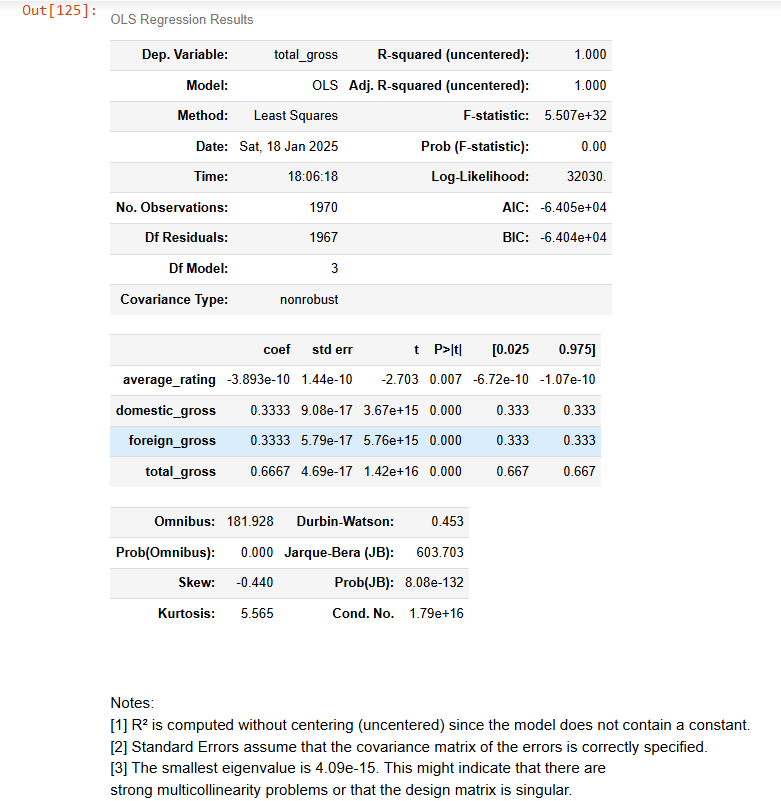 Out[125]:
OLS Regression Results
Dep. Variable: total_gross R-squared (uncentered): 1.000
Model: OLS Adj. R-squared (uncentered): 1.000
Method: Least Squares F-statistic: 5.507e+32
Date: Sat, 18 Jan 2025 Prob (F-statistic): 0.00
Time: 18:06:18 Log-Likelihood: 32030.
No. Observations: 1970 AIC: -6.405e+04
Df Residuals: 1967 BIC: -6.404e+04
Df Model: 3
Covariance Type: nonrobust
coef std err t P>|t| [0.025 0.975]
average_rating -3.893e-10 1.44e-10 -2.703 0.007 -6.72e-10 -1.07e-10
domestic_gross 0.3333 9.08e-17 3.67e+15 0.000 0.333 0.333
foreign_gross 0.3333 5.79e-17 5.76e+15 0.000 0.333 0.333
total_gross 0.6667 4.69e-17 1.42e+16 0.000 0.667 0.667
Omnibus: 181.928 Durbin-Watson: 0.453
Prob(Omnibus): 0.000 Jarque-Bera (JB): 603.703
Skew: -0.440 Prob(JB): 8.08e-132
Kurtosis: 5.565 Cond. No. 1.79e+16
Notes:
[1] R² is computed without centering (uncentered) since the model does not contain a constant.
[2] Standard Errors assume that the covariance matrix of the errors is correctly specified.
[3] The smallest eigenvalue is 4.09e-15. This might indicate that there are
strong multicollinearity problems or that the design matrix is singular.